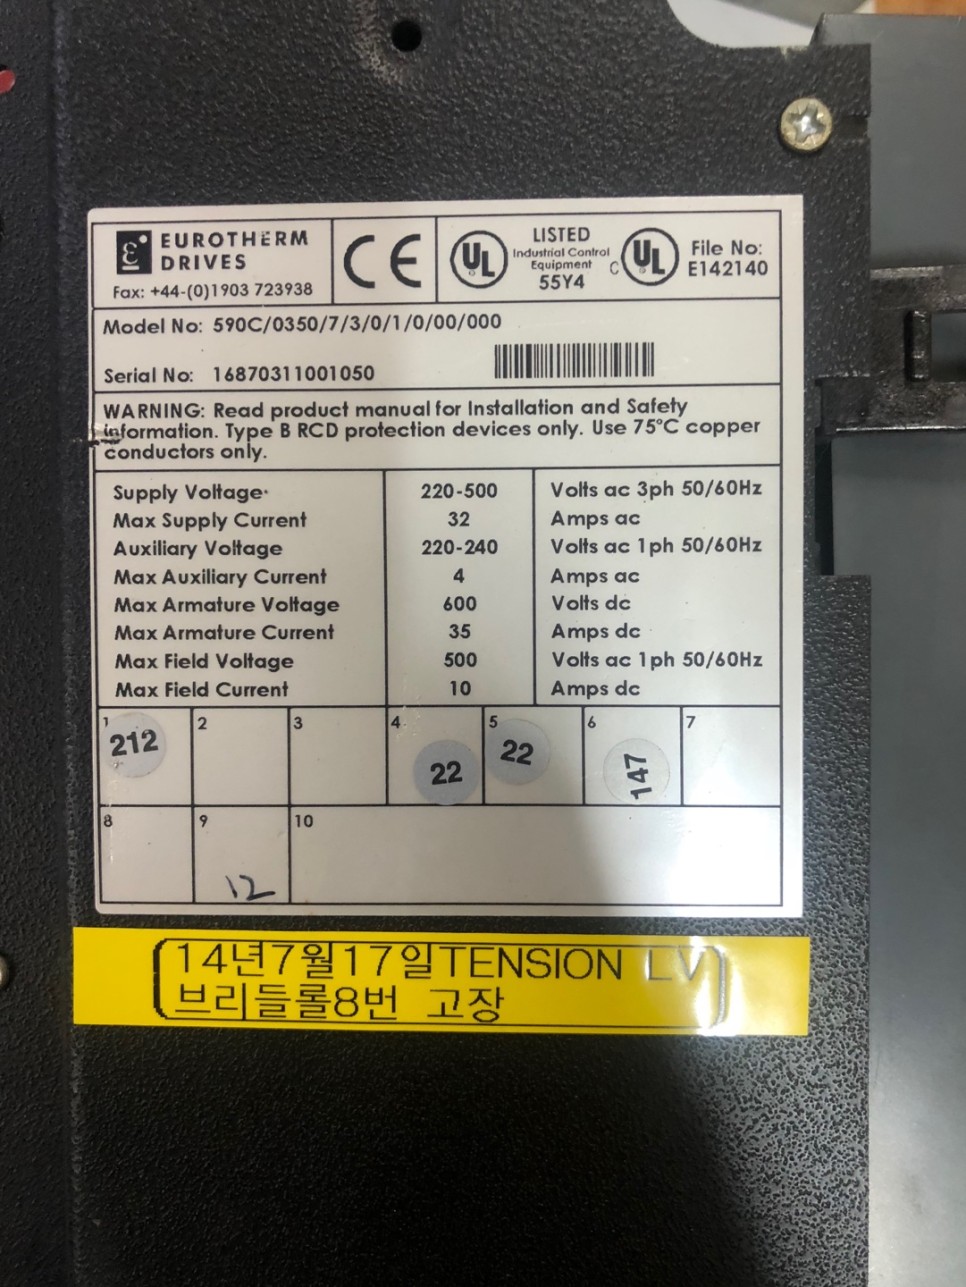 EUROTHERM
DRIVES
Fax: +44-(0)1903 723938
CE
UL
LISTED
Industrial Control
Equipment
55Y4
C UL
File No:
E142140
Model No: 590C/0350/7/3/0/1/0/00/000
Serial No: 16870311001050
WARNING: Read product manual for Installation and Safety
information. Type B RCD protection devices only. Use 75°C copper
conductors only.
Supply Voltage 220-500 Volts ac 3ph 50/60Hz
Max Supply Current 32 Amps ac
Auxiliary Voltage 220-240 Volts ac 1ph 50/60Hz
Max Auxiliary Current 4 Amps ac
Max Armature Voltage 600 Volts dc
Max Armature Current 35 Amps dc
Max Field Voltage 500 Volts ac 1ph 50/60Hz
Max Field Current 10 Amps dc
1 2 3 4 5 6 7
212 22 22 147
8 9 10
12
14년7월17일TENSION LV
브리들롤8번 고장